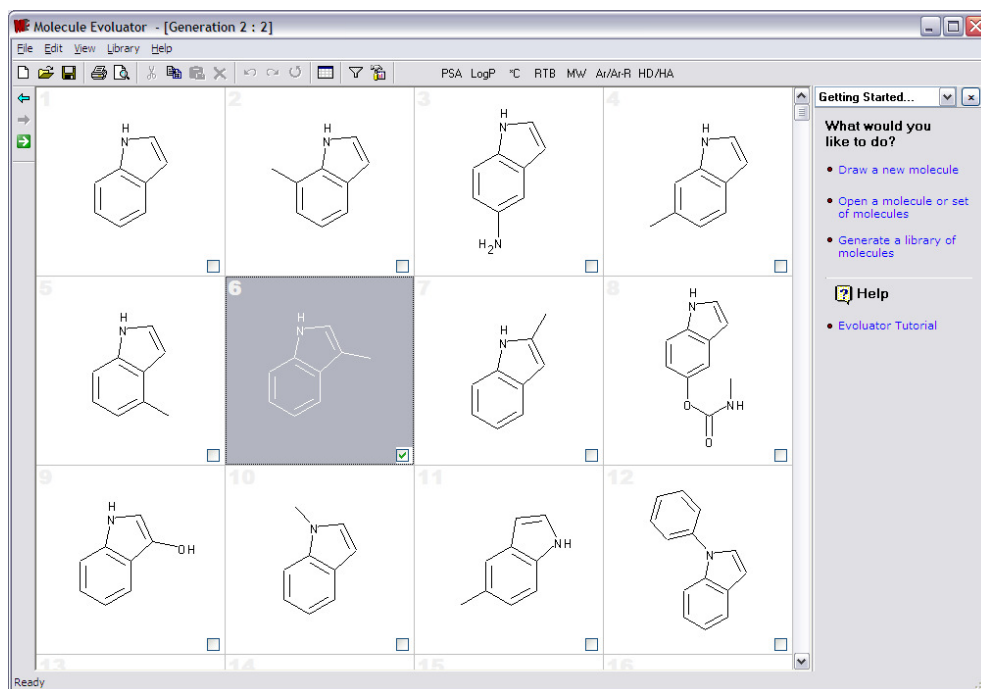 Molecule Evoluator - [Generation 2 : 2]
File Edit View Library Help
PSA LogP °C RTB MW Ar/Ar-R HD/HA
Getting Started...
What would you
like to do?
Draw a new molecule
Open a molecule or set
of molecules
Generate a library of
molecules
? Help
Evoluator Tutorial
1 2 3 4
H
N
H
N
H
N
H₂N
H
N
5 6 7 8
H
N
H
N
H
N
H
N
O
NH
O
9 10 11 12
H
N
OH
N
NH
N
13 14 15 16
Ready